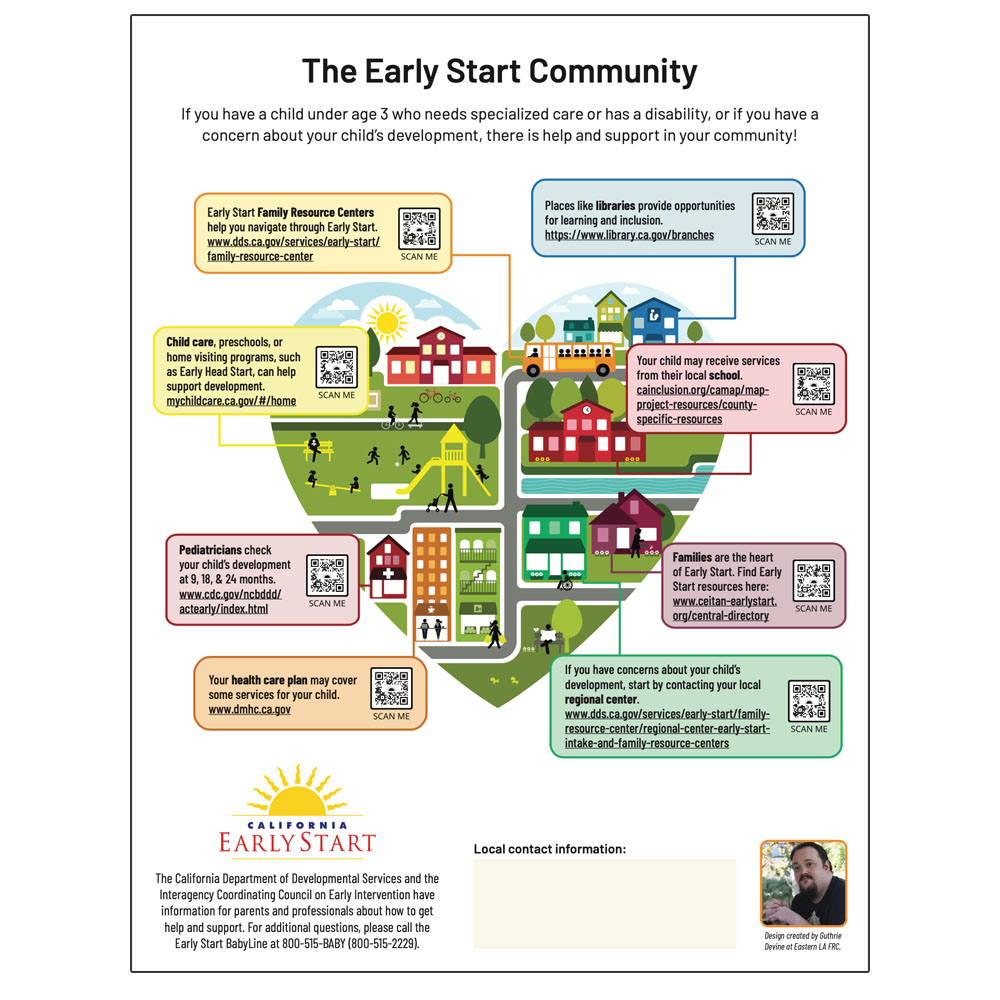 The Early Start Community
If you have a child under age 3 who needs specialized care or has a disability, or if you have a
concern about your child's development, there is help and support in your community!
Early Start Family Resource Centers
help you navigate through Early Start.
www.dds.ca.gov/services/early-start/
family-resource-center
SCAN ME
Places like libraries provide opportunities
for learning and inclusion.
https://www.library.ca.gov/branches
SCAN ME
Child care, preschools, or
home visiting programs, such
as Early Head Start, can help
support development.
mychildcare.ca.gov/#/home
SCAN ME
Your child may receive services
from their local school.
cainclusion.org/camap/map-
project-resources/county-
specific-resources
SCAN ME
Pediatricians check
your child's development
at 9, 18, & 24 months.
www.cdc.gov/ncbddd/
actearly/index.html
SCAN ME
Families are the heart
of Early Start. Find Early
Start resources here:
www.ceitan-earlystart.
org/central-directory
SCAN ME
Your health care plan may cover
some services for your child.
www.dmhc.ca.gov
SCAN ME
If you have concerns about your child's
development, start by contacting your local
regional center.
www.dds.ca.gov/services/early-start/family-
resource-center/regional-center-early-start-
intake-and-family-resource-centers
SCAN ME
CALIFORNIA
EARLY START
The California Department of Developmental Services and the
Interagency Coordinating Council on Early Intervention have
information for parents and professionals about how to get
help and support. For additional questions, please call the
Early Start BabyLine at 800-515-BABY (800-515-2229).
Local contact information:
Design created by Guthrie
Devine at Eastern LA FRC.